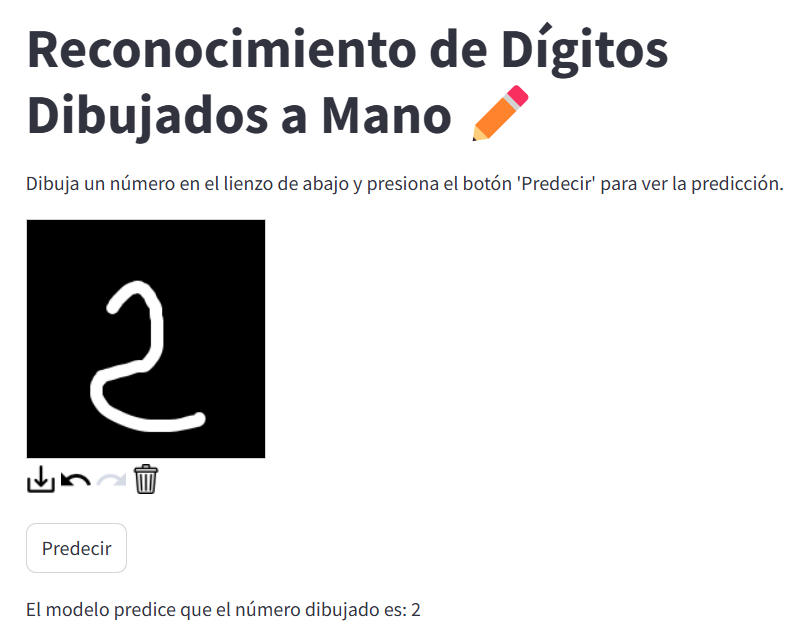 Reconocimiento de Dígitos
Dibujados a Mano
Dibuja un número en el lienzo de abajo y presiona el botón 'Predecir' para ver la predicción.
2
Predecir
El modelo predice que el número dibujado es: 2